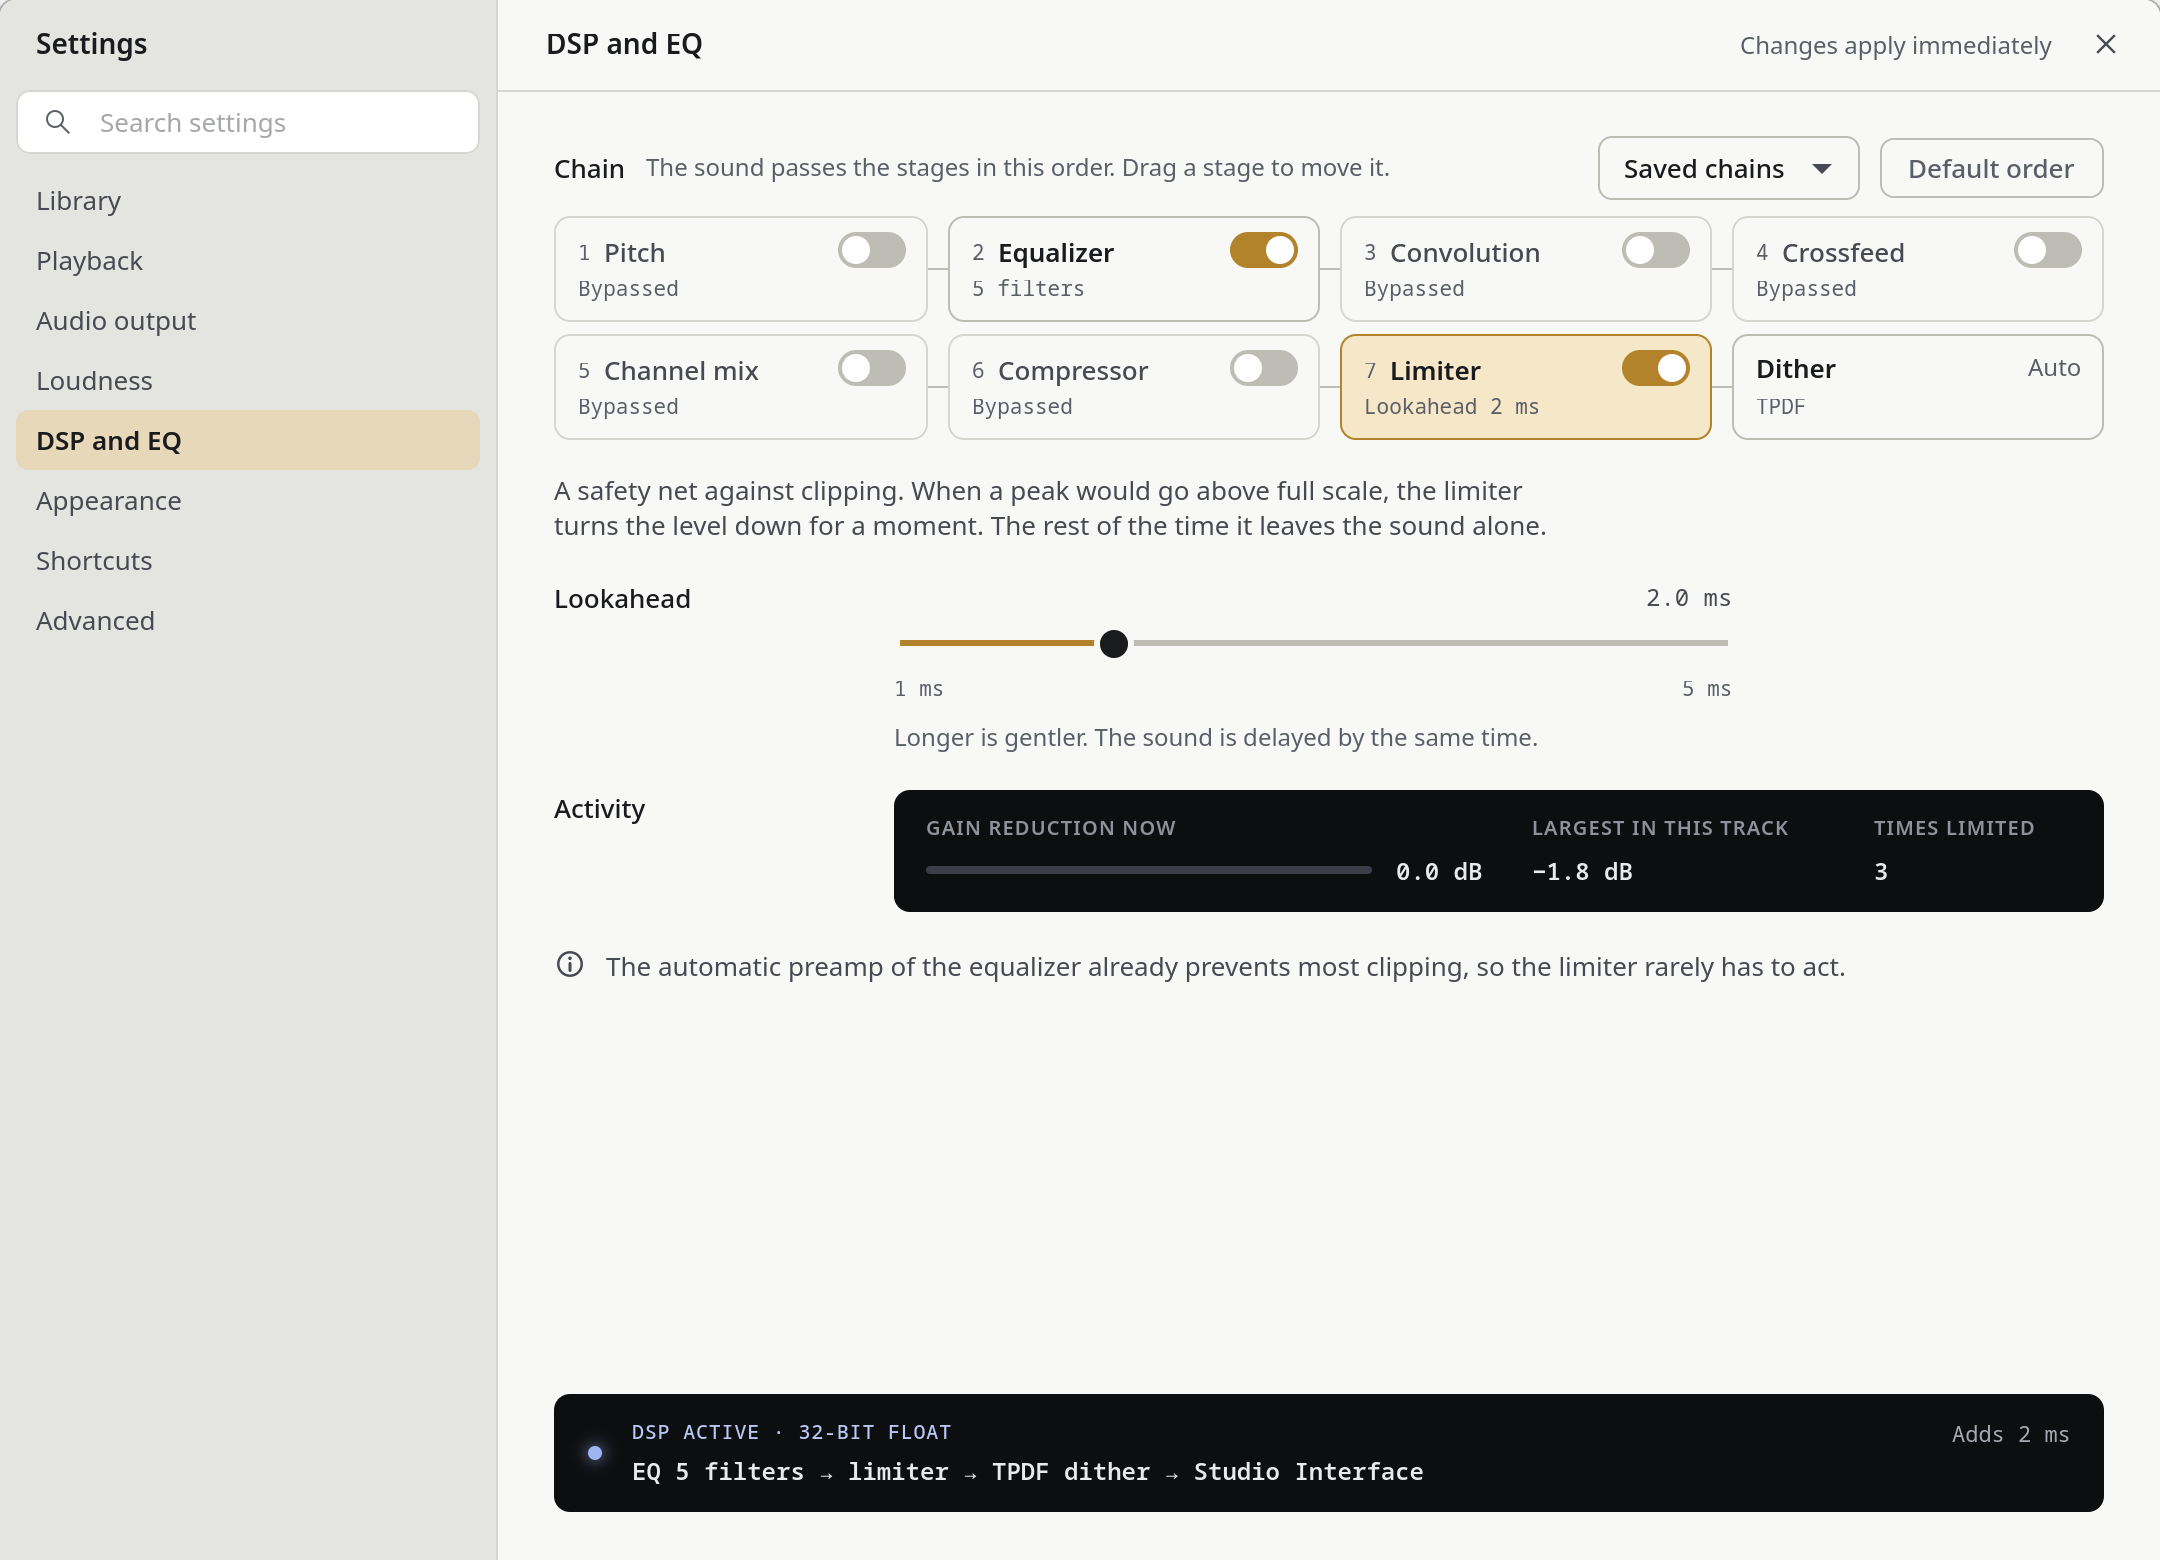 Settings
Search settings
Library
Playback
Audio output
Loudness
DSP and EQ
Appearance
Shortcuts
Advanced
DSP and EQ
Changes apply immediately
Chain The sound passes the stages in this order. Drag a stage to move it.
Saved chains
Default order
1 Pitch
Bypassed
2 Equalizer
5 filters
3 Convolution
Bypassed
4 Crossfeed
Bypassed
5 Channel mix
Bypassed
6 Compressor
Bypassed
7 Limiter
Lookahead 2 ms
Dither Auto
TPDF
A safety net against clipping. When a peak would go above full scale, the limiter
turns the level down for a moment. The rest of the time it leaves the sound alone.
Lookahead 2.0 ms
1 ms 5 ms
Longer is gentler. The sound is delayed by the same time.
Activity
GAIN REDUCTION NOW
0.0 dB
LARGEST IN THIS TRACK
−1.8 dB
TIMES LIMITED
3
The automatic preamp of the equalizer already prevents most clipping, so the limiter rarely has to act.
DSP ACTIVE · 32-BIT FLOAT
Adds 2 ms
EQ 5 filters → limiter → TPDF dither → Studio Interface